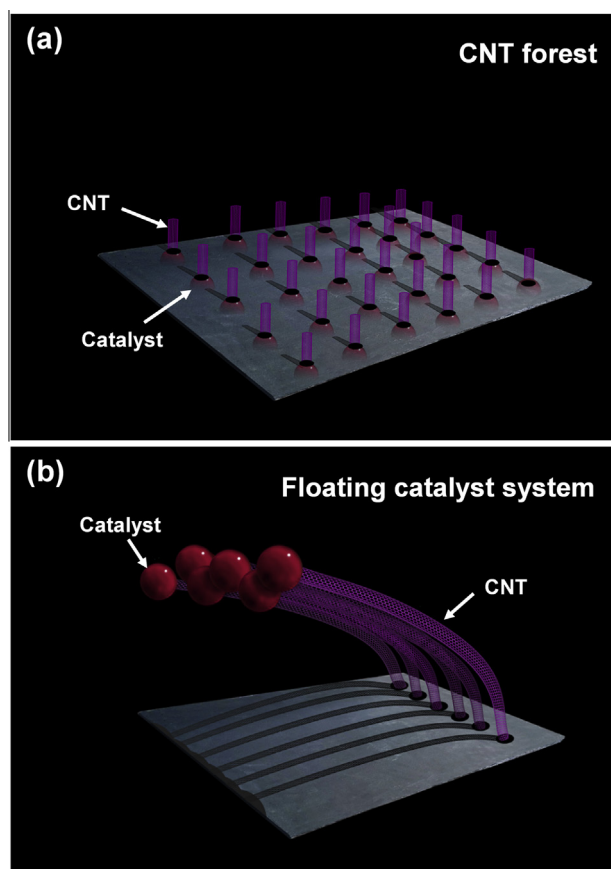 (a)
CNT forest
CNT
Catalyst
(b)
Floating catalyst system
Catalyst
CNT